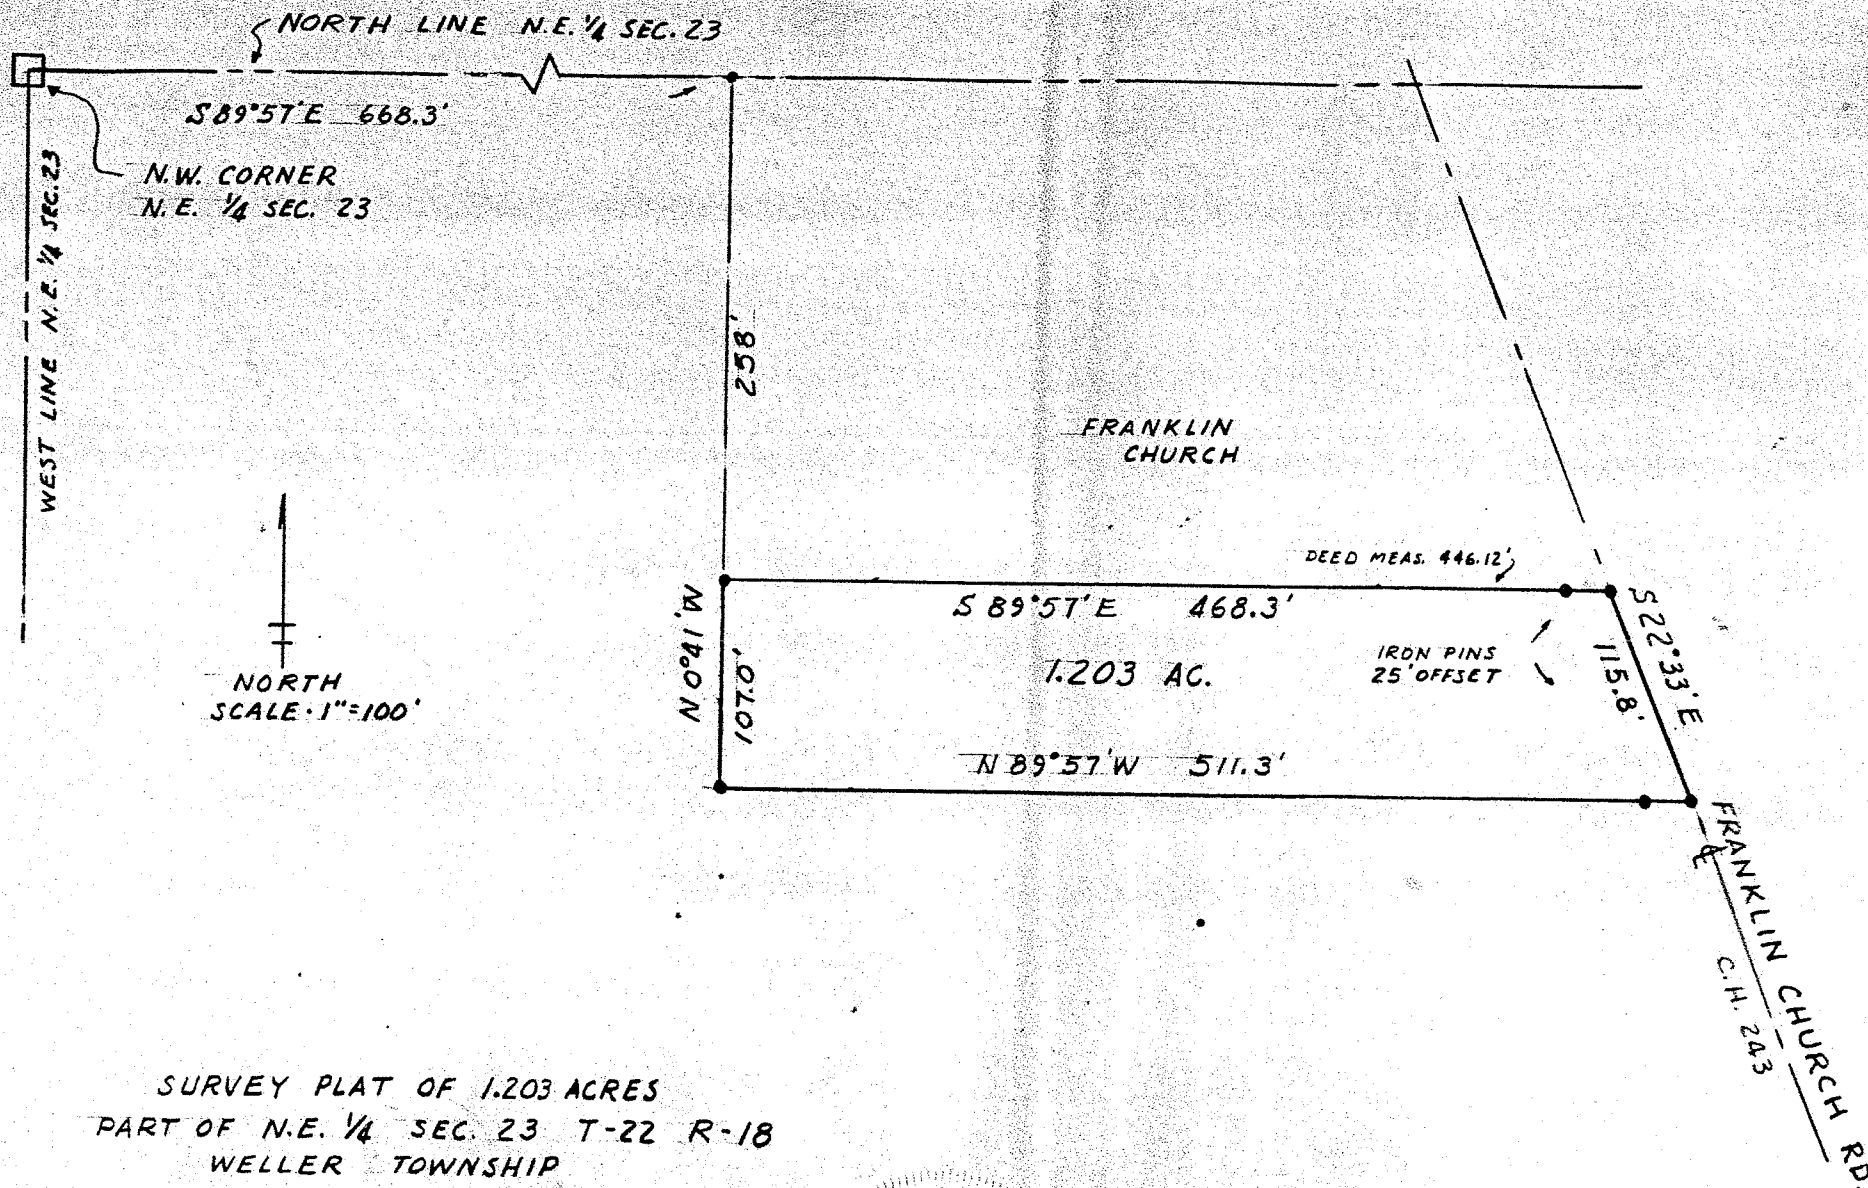 NORTH LINE N.E. ¼ SEC. 23
S 89°57'E 668.3'
N.W. CORNER
N.E. ¼ SEC. 23
WEST LINE N.E. ¼ SEC. 23
258'
FRANKLIN
CHURCH
DEED MEAS. 446.12'
S 89°57'E 468.3'
N 0°41'W
107.0'
1.203 AC.
IRON PINS
25' OFFSET
S 22°33'E
115.8'
N 89°57'W 511.3'
NORTH
SCALE · 1"=100'
FRANKLIN CHURCH RD.
℄
C.H. 243
SURVEY PLAT OF 1.203 ACRES
PART OF N.E. ¼ SEC. 23 T-22 R-18
WELLER TOWNSHIP